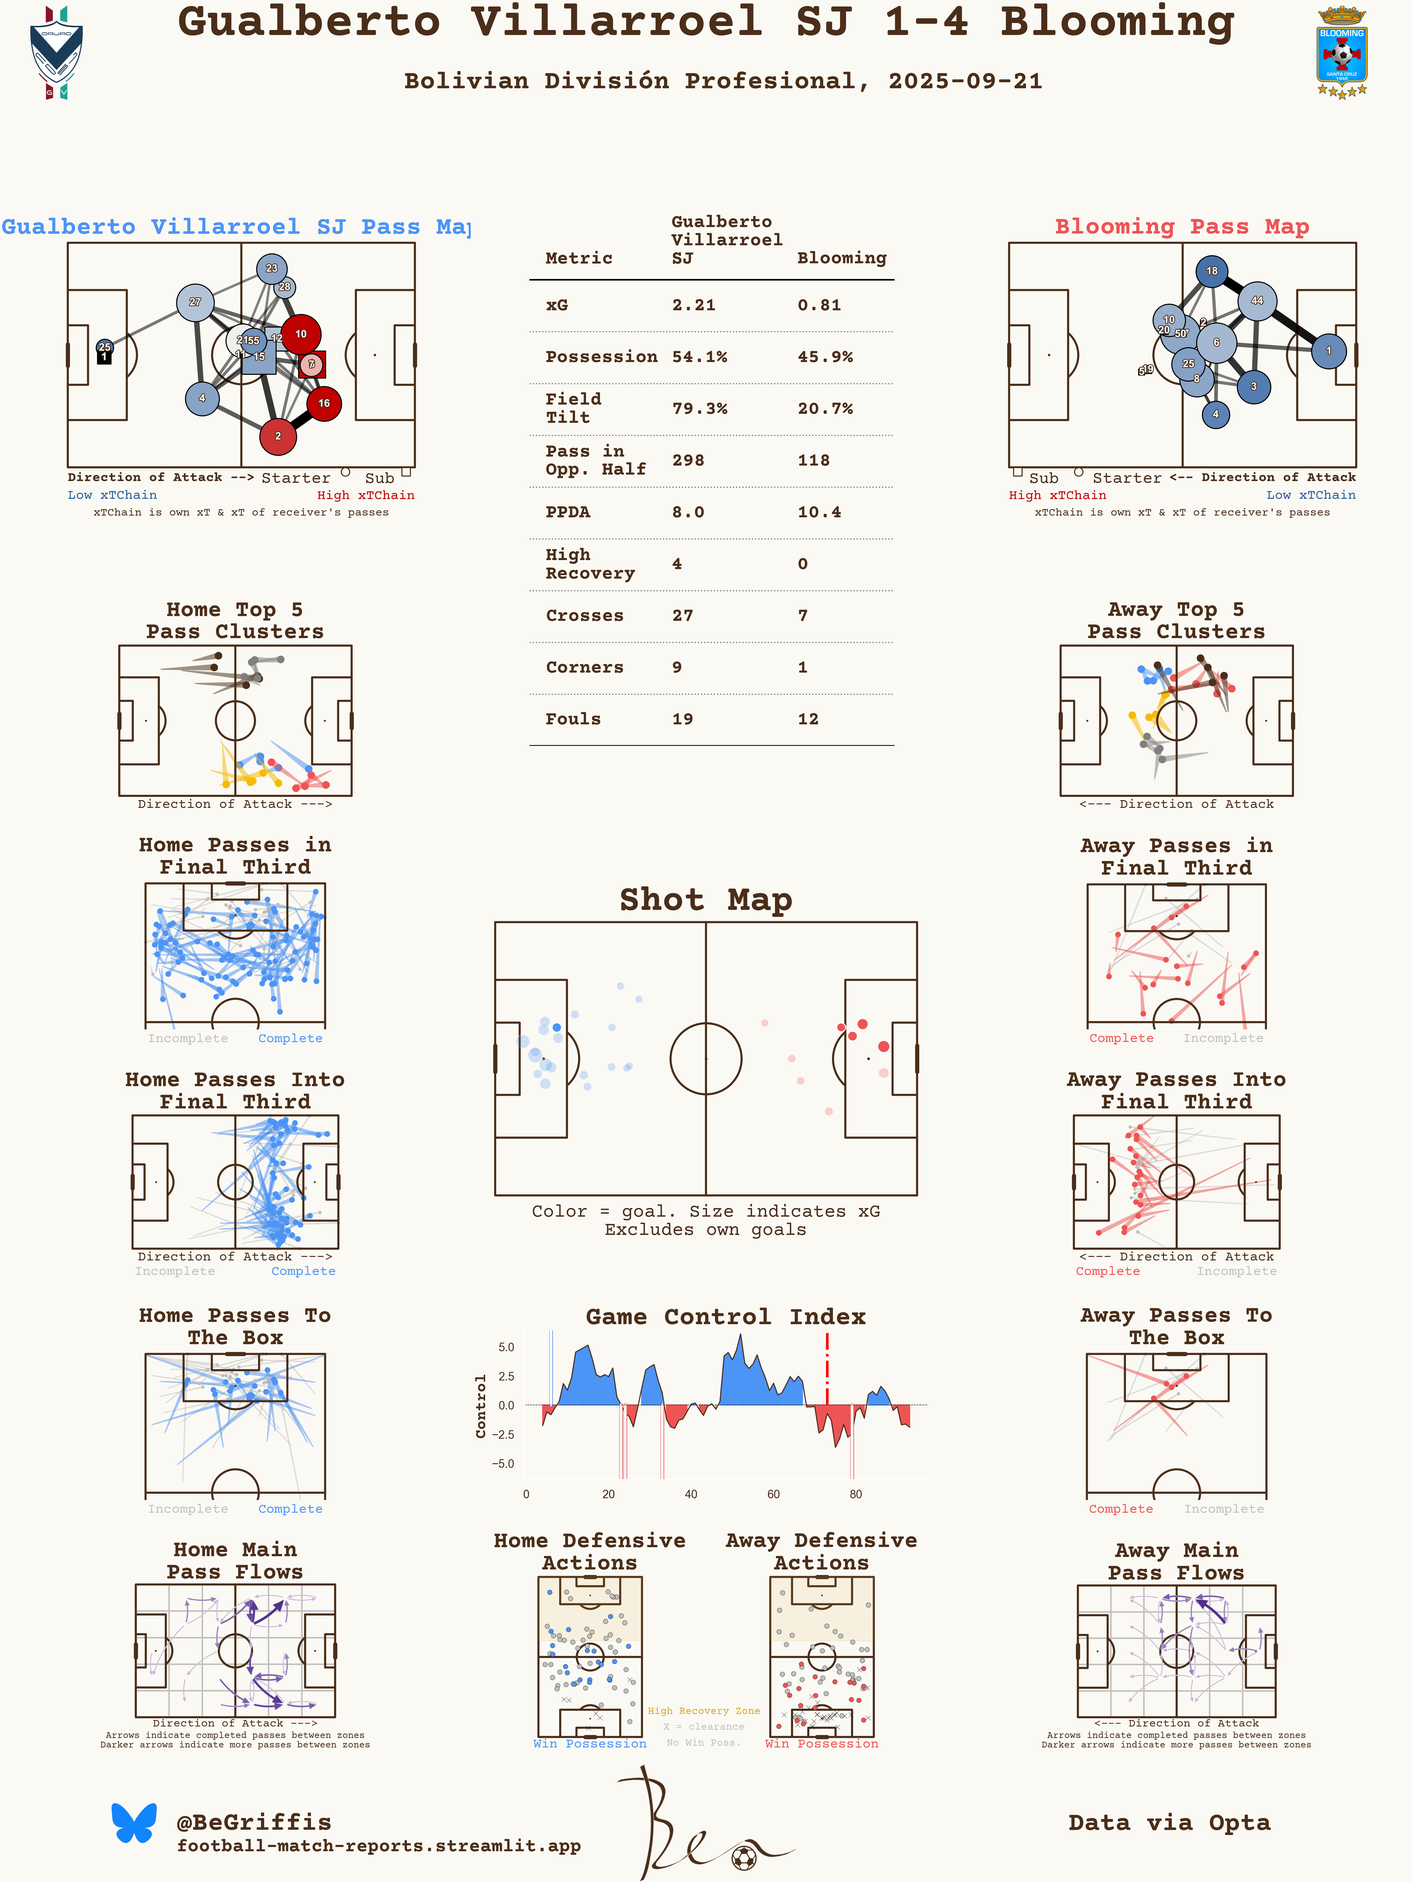 Gualberto Villarroel SJ 1-4 Blooming
Bolivian División Profesional, 2025-09-21
ORURO
G V
BLOOMING
SANTA CRUZ
1946
Gualberto Villarroel SJ Pass Map
23
28
27
10
12
21
55
11
15
7
25
1
4
16
2
Direction of Attack --> Starter Sub
Low xTChain High xTChain
xTChain is own xT & xT of receiver's passes
Metric Gualberto Villarroel SJ Blooming
xG 2.21 0.81
Possession 54.1% 45.9%
Field Tilt 79.3% 20.7%
Pass in Opp. Half 298 118
PPDA 8.0 10.4
High Recovery 4 0
Crosses 27 7
Corners 9 1
Fouls 19 12
Blooming Pass Map
18
44
10
20
50
2
6
1
25
19
5
8
3
4
Sub Starter <-- Direction of Attack
High xTChain Low xTChain
xTChain is own xT & xT of receiver's passes
Home Top 5
Pass Clusters
Direction of Attack --->
Away Top 5
Pass Clusters
<--- Direction of Attack
Home Passes in
Final Third
Incomplete Complete
Away Passes in
Final Third
Complete Incomplete
Shot Map
Color = goal. Size indicates xG
Excludes own goals
Home Passes Into
Final Third
Direction of Attack --->
Incomplete Complete
Away Passes Into
Final Third
<--- Direction of Attack
Complete Incomplete
Home Passes To
The Box
Incomplete Complete
Game Control Index
Control
5.0
2.5
0.0
−2.5
−5.0
0 20 40 60 80
Away Passes To
The Box
Complete Incomplete
Home Main
Pass Flows
Direction of Attack --->
Arrows indicate completed passes between zones
Darker arrows indicate more passes between zones
Home Defensive
Actions
Win Possession
High Recovery Zone
X = clearance
No Win Poss.
Away Defensive
Actions
Win Possession
Away Main
Pass Flows
<--- Direction of Attack
Arrows indicate completed passes between zones
Darker arrows indicate more passes between zones
@BeGriffis
football-match-reports.streamlit.app
Ben
Data via Opta